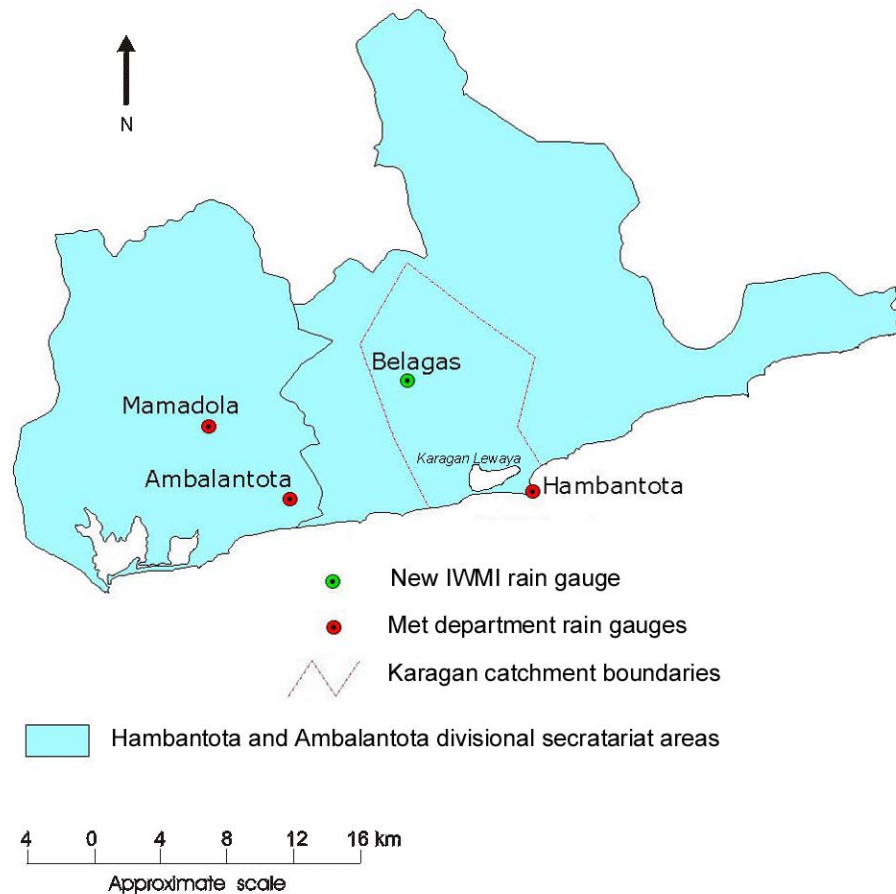 N
Belagas
Mamadola
Karagan Lewaya
Ambalantota
Hambantota
New IWMI rain gauge
Met department rain gauges
Karagan catchment boundaries
Hambantota and Ambalantota divisional secratariat areas
4 0 4 8 12 16 km
Approximate scale